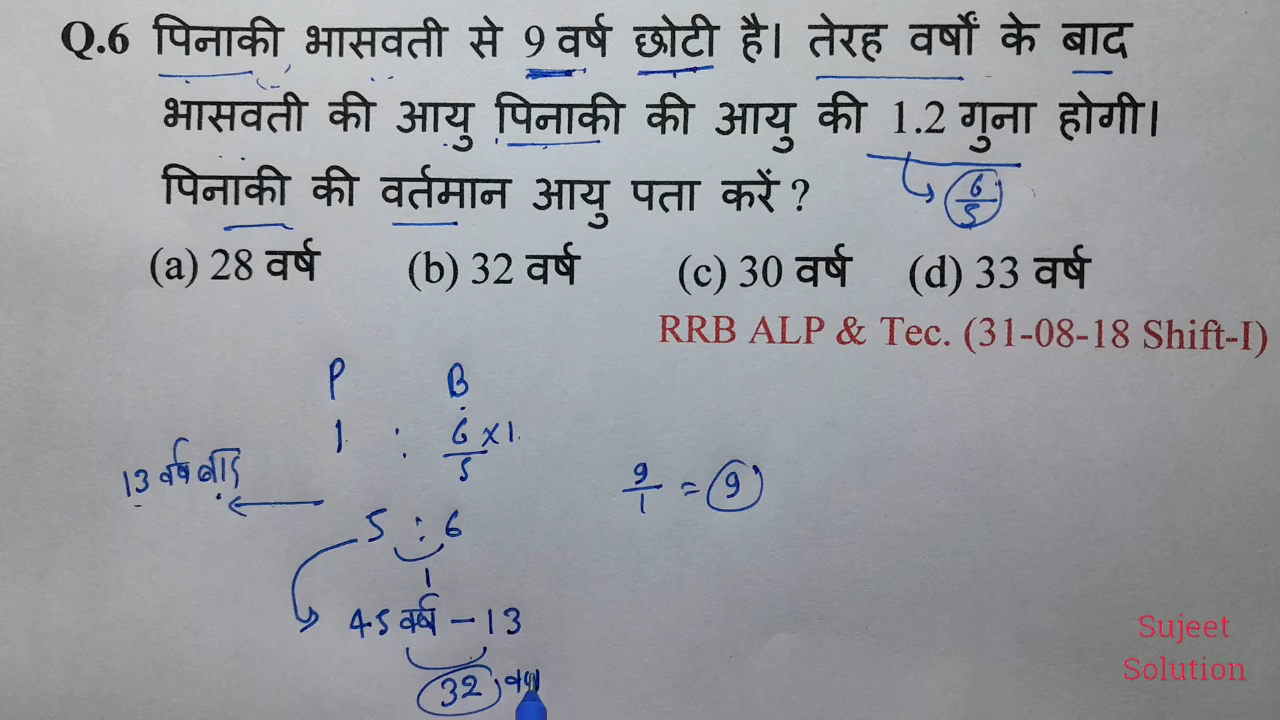 Q.6 पिनाकी भासवती से 9 वर्ष छोटी है। तेरह वर्षों के बाद
भासवती की आयु पिनाकी की आयु की 1.2 गुना होगी।
पिनाकी की वर्तमान आयु पता करें ?
6/5
(a) 28 वर्ष (b) 32 वर्ष (c) 30 वर्ष (d) 33 वर्ष
RRB ALP & Tec. (31-08-18 Shift-I)
P B
1 : 6/5 × 1
13 वर्ष बाद
9/1 = 9
5 : 6
1
45 वर्ष - 13
32 वर्ष
Sujeet
Solution